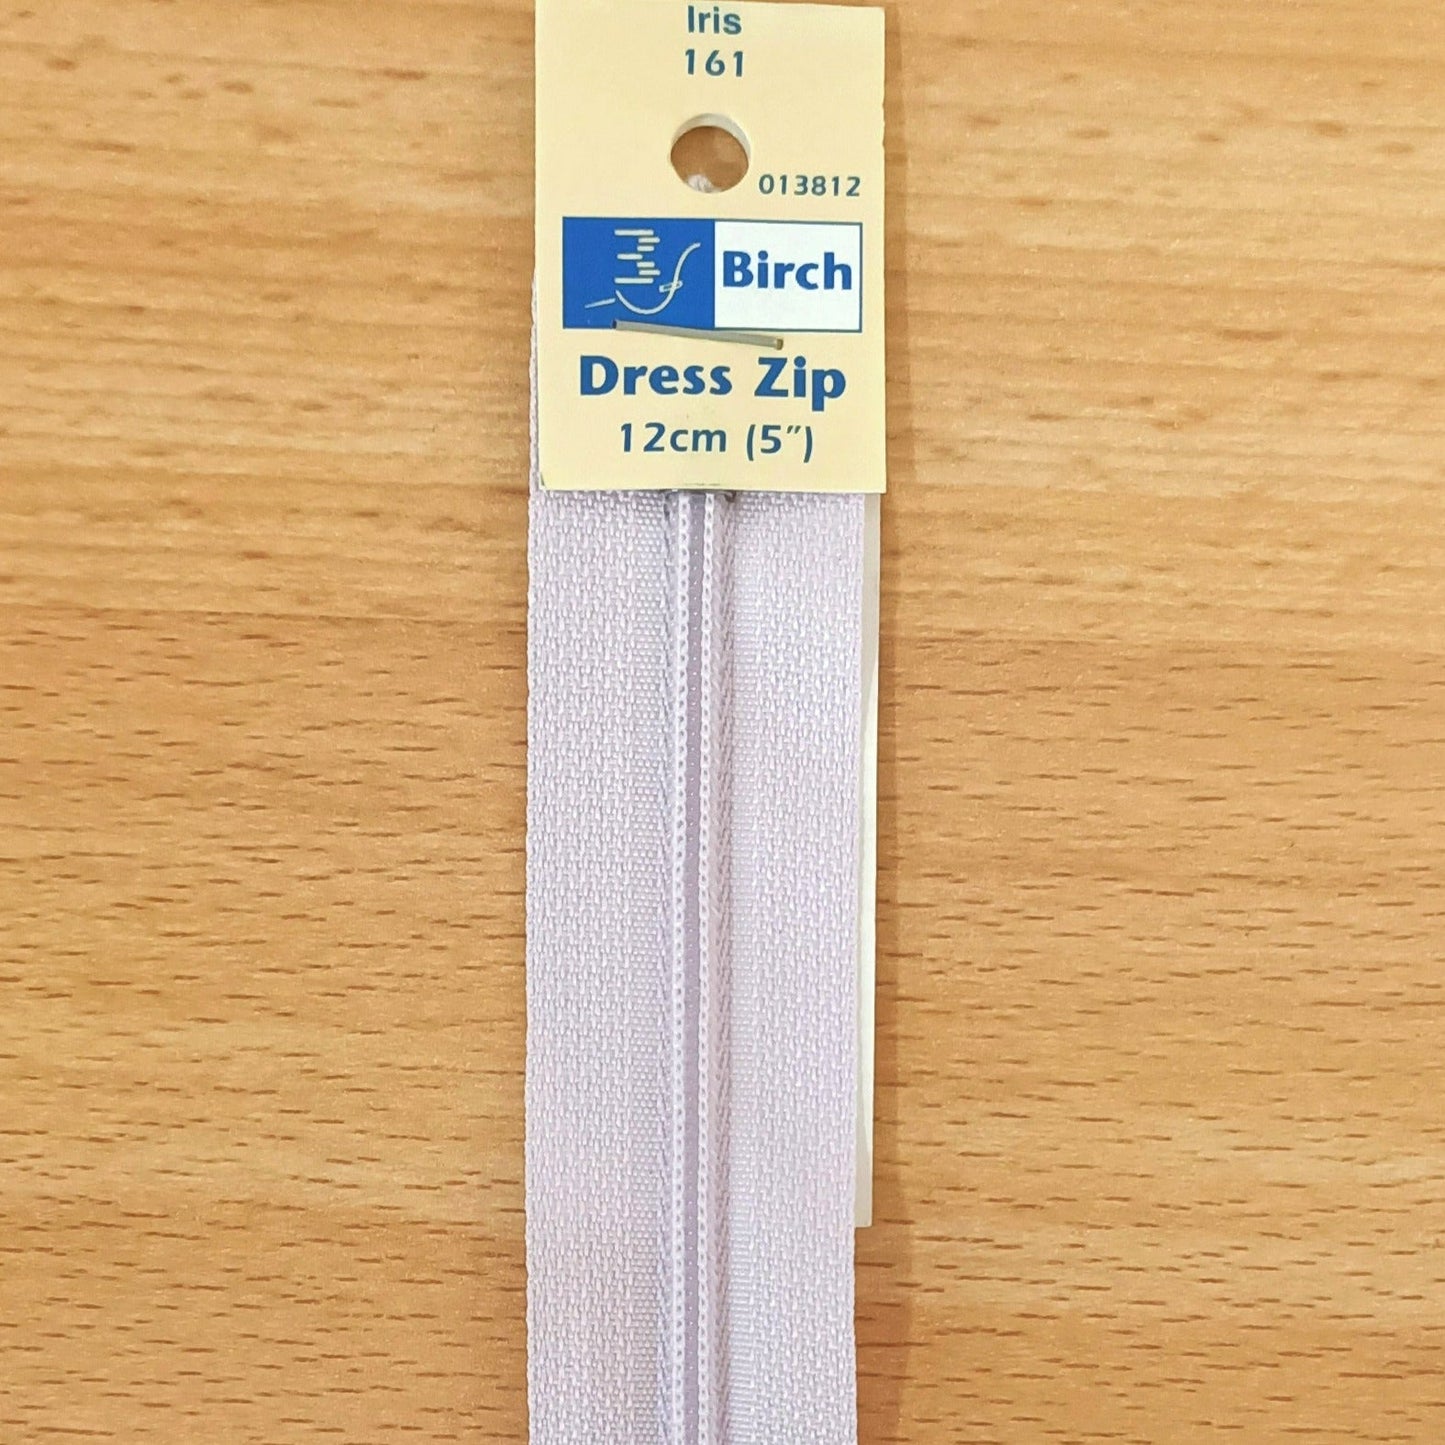 Iris
161
013812
Birch
Dress Zip
12cm (5″)